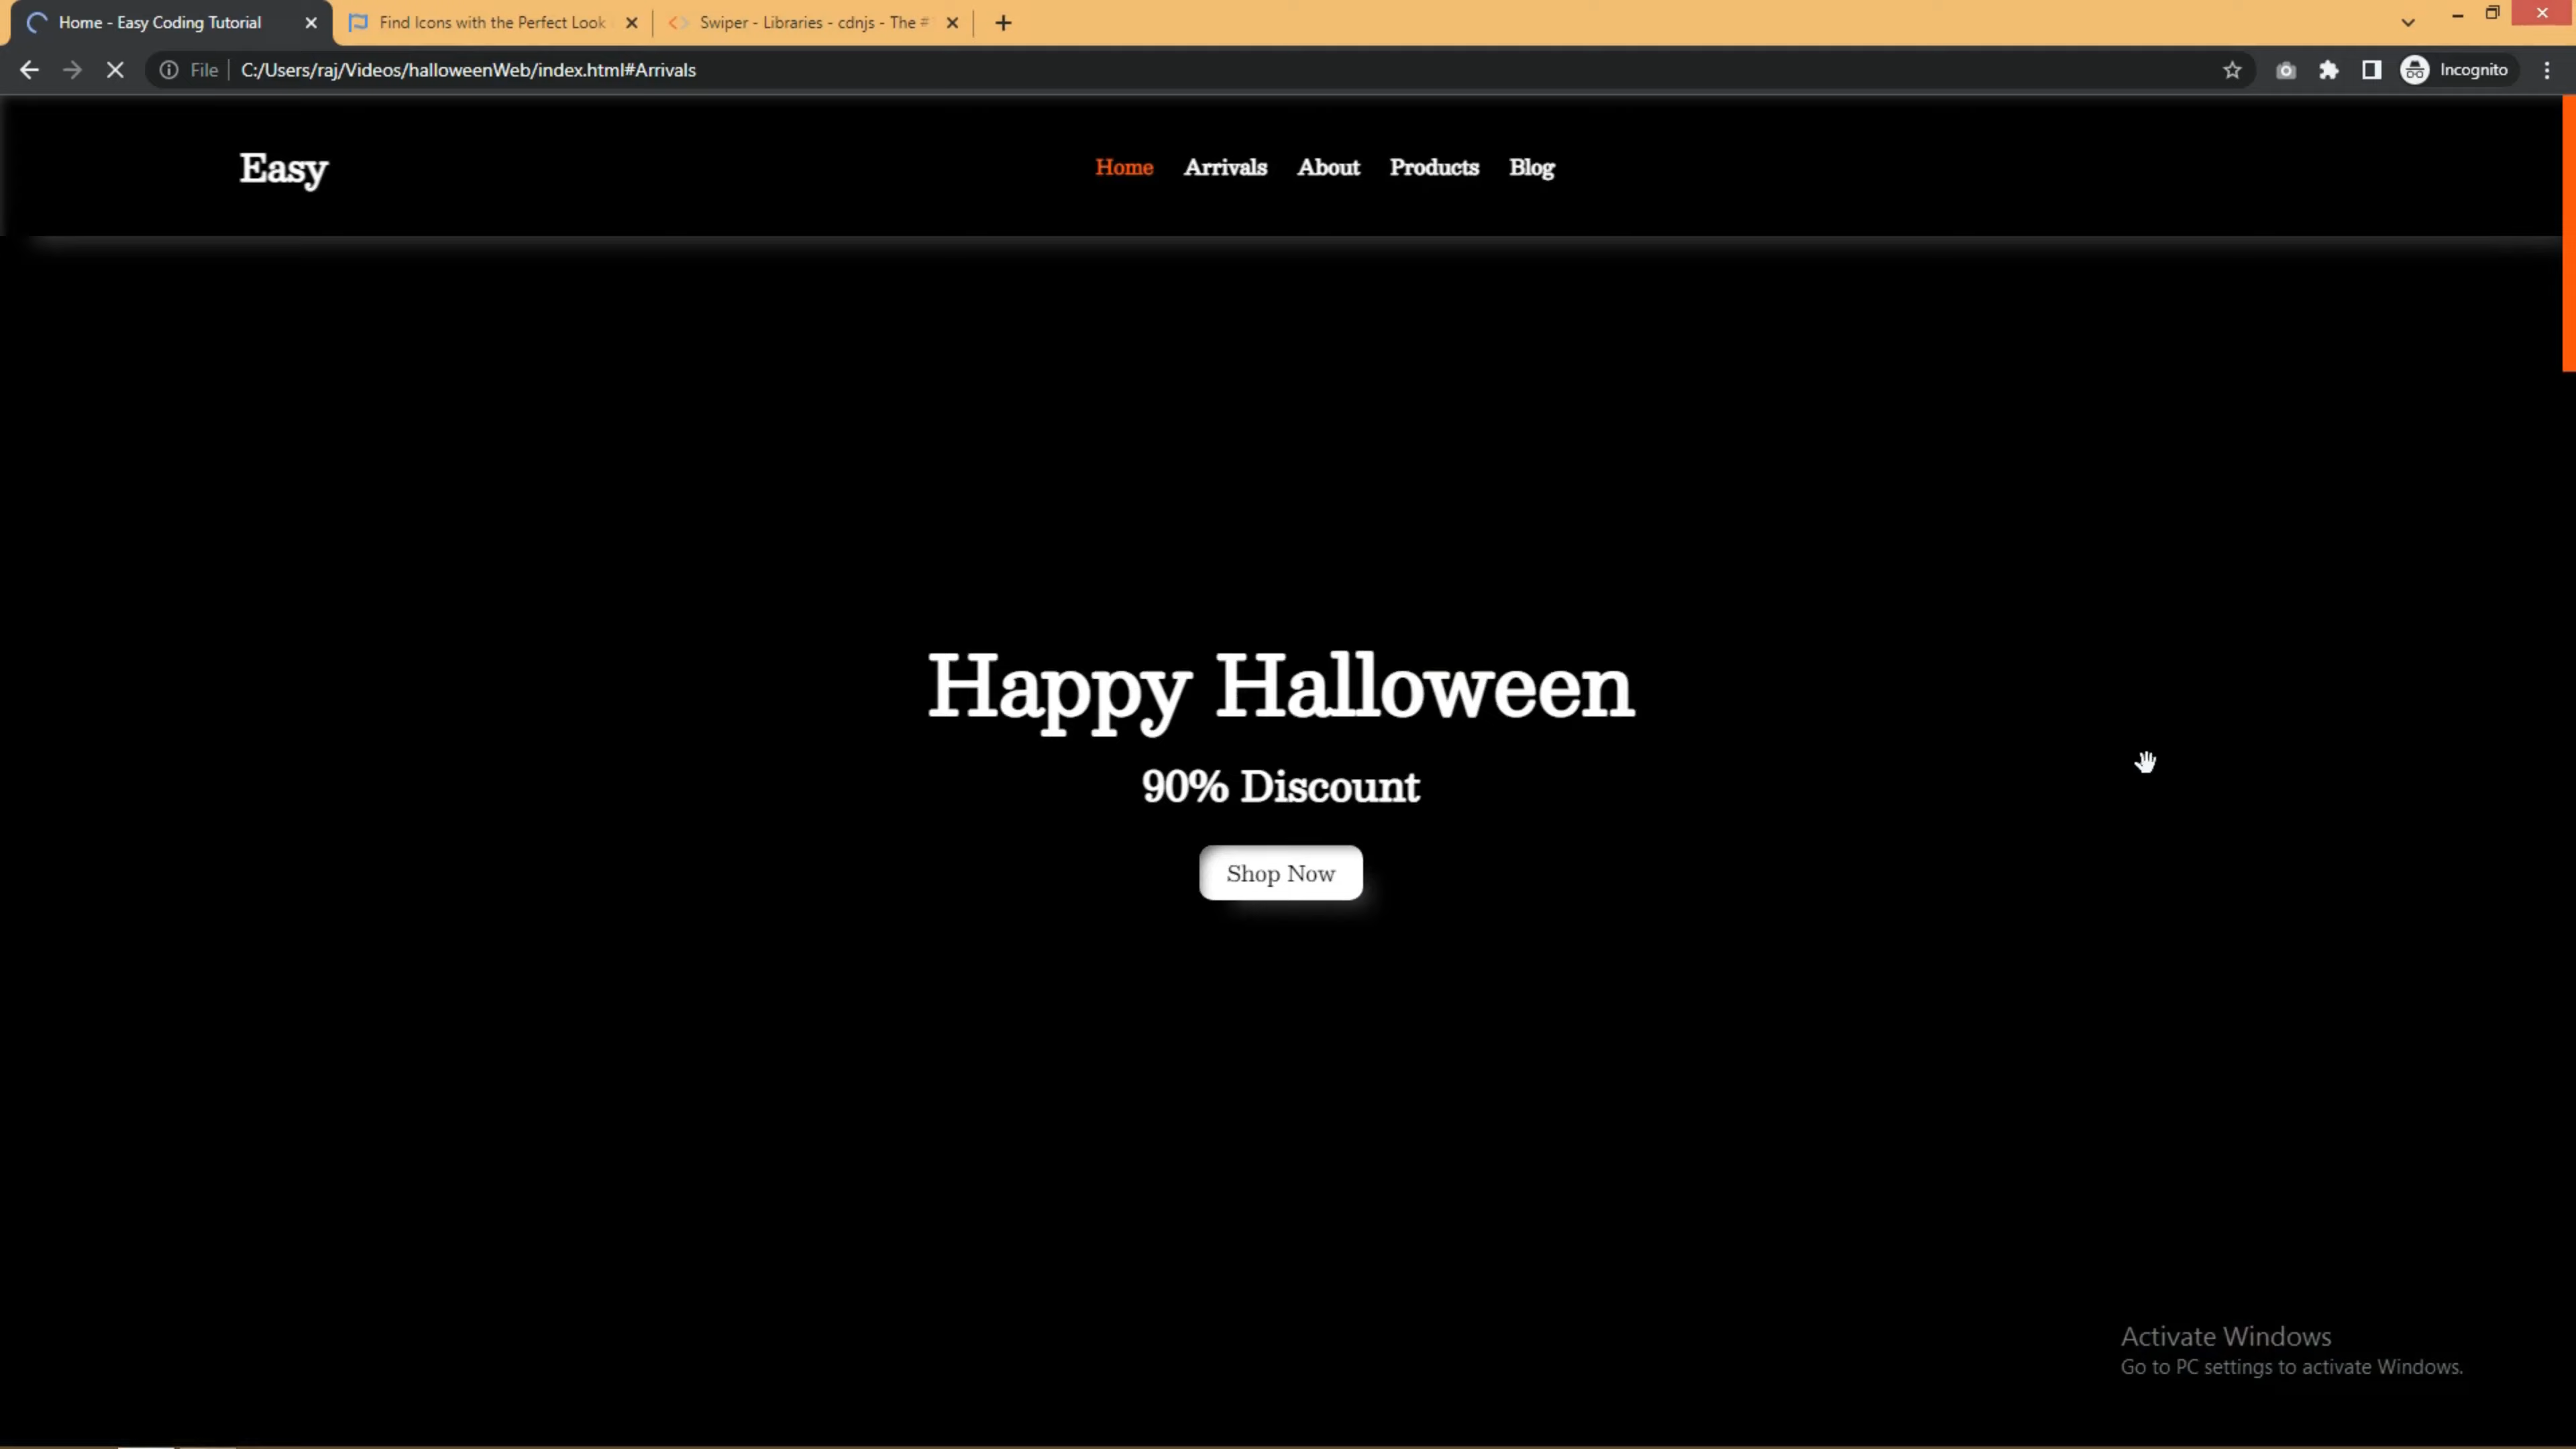 Home - Easy Coding Tutorial
Find Icons with the Perfect Look
Swiper - Libraries - cdnjs - The #
File
C:/Users/raj/Videos/halloweenWeb/index.html#Arrivals
Incognito
Easy
Home Arrivals About Products Blog
Happy Halloween
90% Discount
Shop Now
Activate Windows
Go to PC settings to activate Windows.